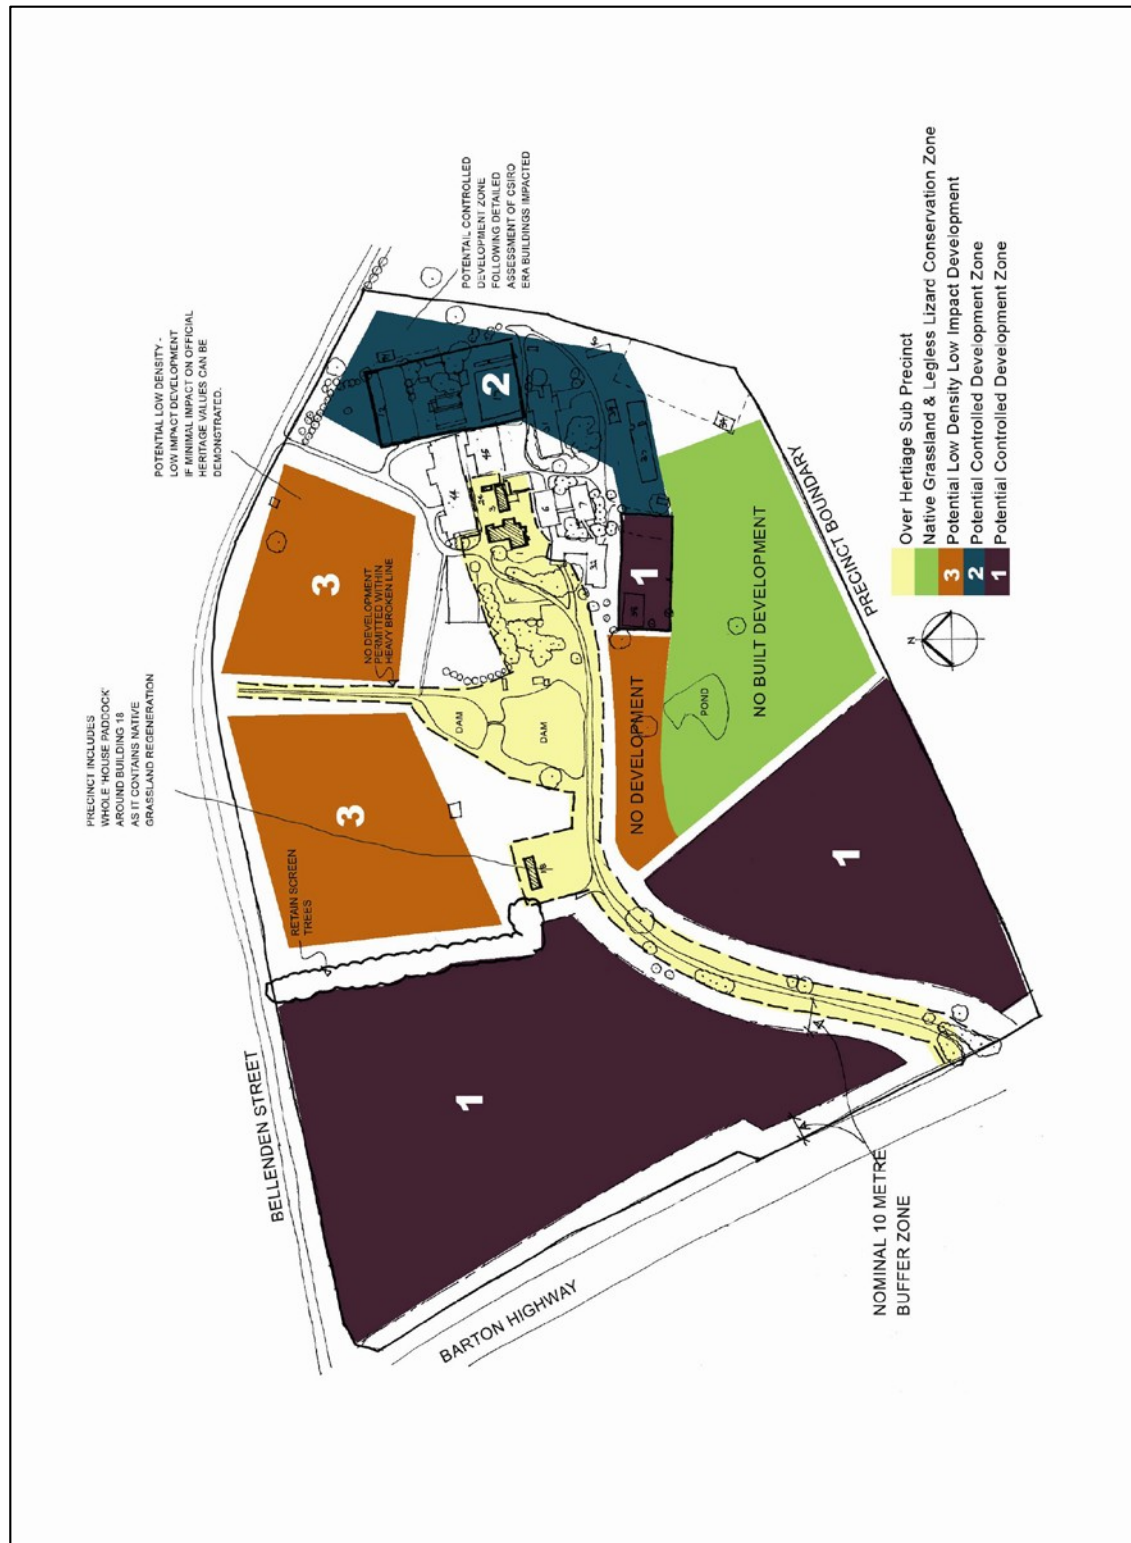 PRECINCT INCLUDES
WHOLE 'HOUSE PADDOCK'
AROUND BUILDING 18
AS IT CONTAINS NATIVE
GRASSLAND REGENERATION
POTENTIAL LOW DENSITY -
LOW IMPACT DEVELOPMENT
IF MINIMAL IMPACT ON OFFICIAL
HERITAGE VALUES CAN BE
DEMONSTRATED.
POTENTAIL CONTROLLED
DEVELOPMENT ZONE
FOLLOWING DETAILED
ASSESSMENT OF CSIRO
ERA BUILDINGS IMPACTED
BELLENDEN STREET
RETAIN SCREEN
TREES
3
3
NO DEVELOPMENT
PERMITTED WITHIN
HEAVY BROKEN LINE
2
DAM
DAM
44
18
1
1
NO DEVELOPMENT
POND
NO BUILT DEVELOPMENT
1
PRECINCT BOUNDARY
BARTON HIGHWAY
NOMINAL 10 METRE
BUFFER ZONE
N
Over Hertiage Sub Precinct
Native Grassland & Legless Lizard Conservation Zone
3 Potential Low Density Low Impact Development
2 Potential Controlled Development Zone
1 Potential Controlled Development Zone